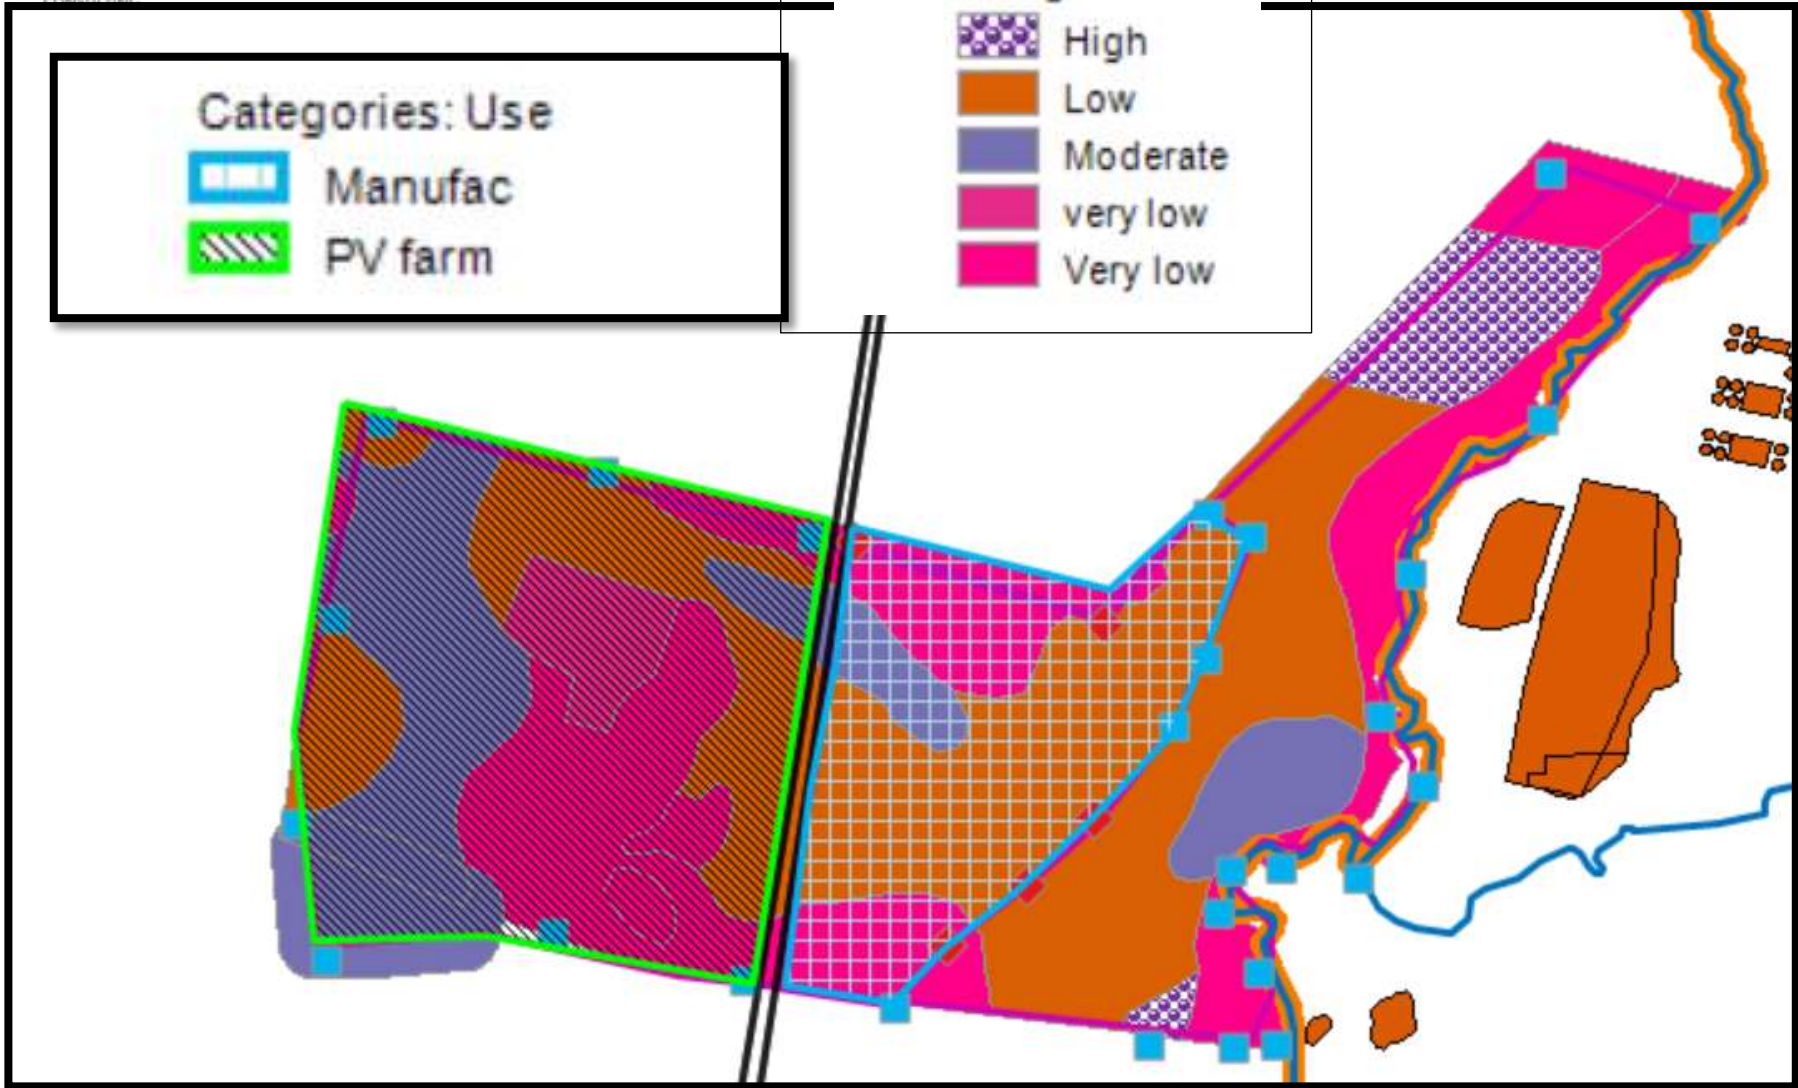 Categories: Use
Manufac
PV farm
High
Low
Moderate
very low
Very low